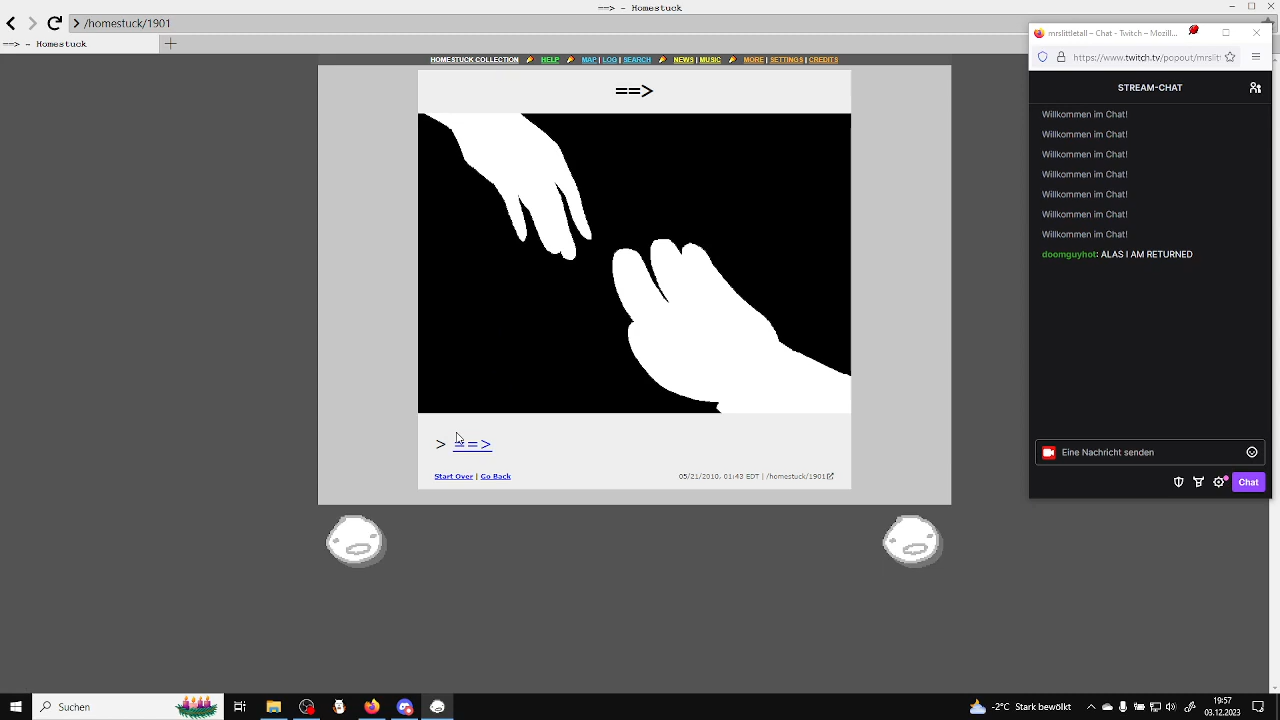 ==> - Homestuck
/homestuck/1901
==> - Homestuck
HOMESTUCK COLLECTION HELP MAP | LOG | SEARCH NEWS | MUSIC MORE | SETTINGS | CREDITS
==>
> ==>
Start Over | Go Back
05/21/2010, 01:43 EDT | /homestuck/1901
mrslittletall – Chat – Twitch – Mozill...
https://www.twitch.tv/popout/mrslitt
STREAM-CHAT
Willkommen im Chat!
Willkommen im Chat!
Willkommen im Chat!
Willkommen im Chat!
Willkommen im Chat!
Willkommen im Chat!
Willkommen im Chat!
doomguyhot: ALAS I AM RETURNED
Eine Nachricht senden
Chat
Suchen
-2°C Stark bewölkt
19:57
03.12.2023